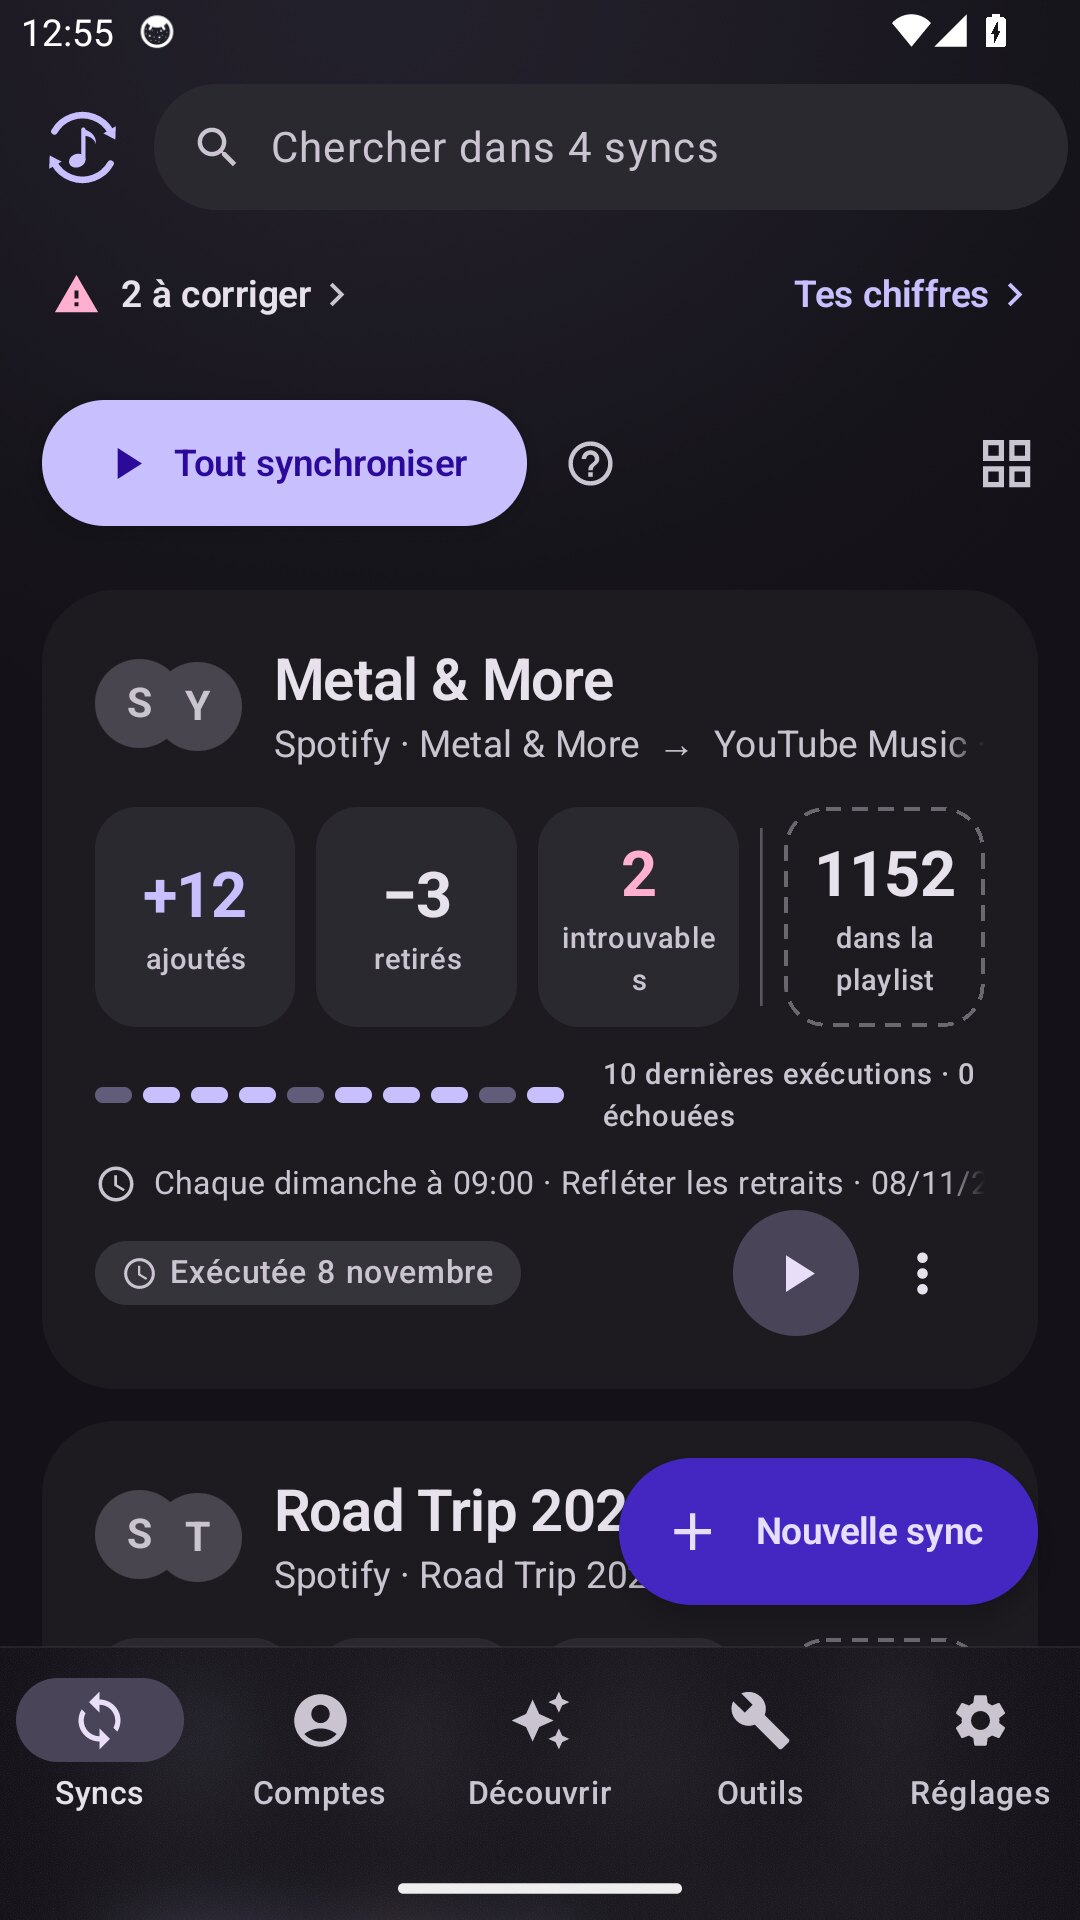 12:55
Chercher dans 4 syncs
2 à corriger
Tes chiffres
Tout synchroniser
S Y
Metal & More
Spotify · Metal & More → YouTube Music ·
+12
ajoutés
−3
retirés
2
introuvable
s
1152
dans la
playlist
10 dernières exécutions · 0
échouées
Chaque dimanche à 09:00 · Refléter les retraits · 08/11/2
Exécutée 8 novembre
S T
Road Trip 202
Spotify · Road Trip 202
Nouvelle sync
Syncs
Comptes
Découvrir
Outils
Réglages